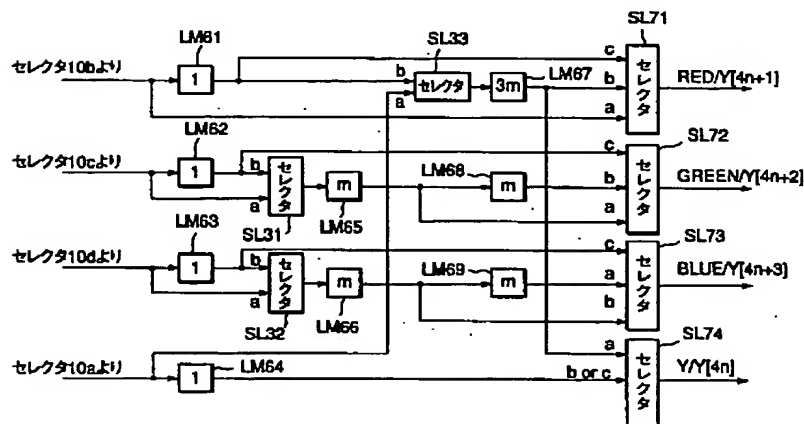 SL71
LM61
SL33
セレクタ10bより
1
c
b
セレクタ
3m
LM67
a
b
a
セレクタ
RED/Y[4n+1]
LM62
SL72
セレクタ10cより
1
b
a
セレクタ
m
LM68
m
c
b
a
セレクタ
GREEN/Y[4n+2]
LM63
SL31
LM65
SL73
セレクタ10dより
1
b
a
セレクタ
m
LM69
m
c
a
b
セレクタ
BLUE/Y[4n+3]
SL32
LM66
SL74
セレクタ10aより
1
LM64
a
b or c
セレクタ
Y/Y[4n]